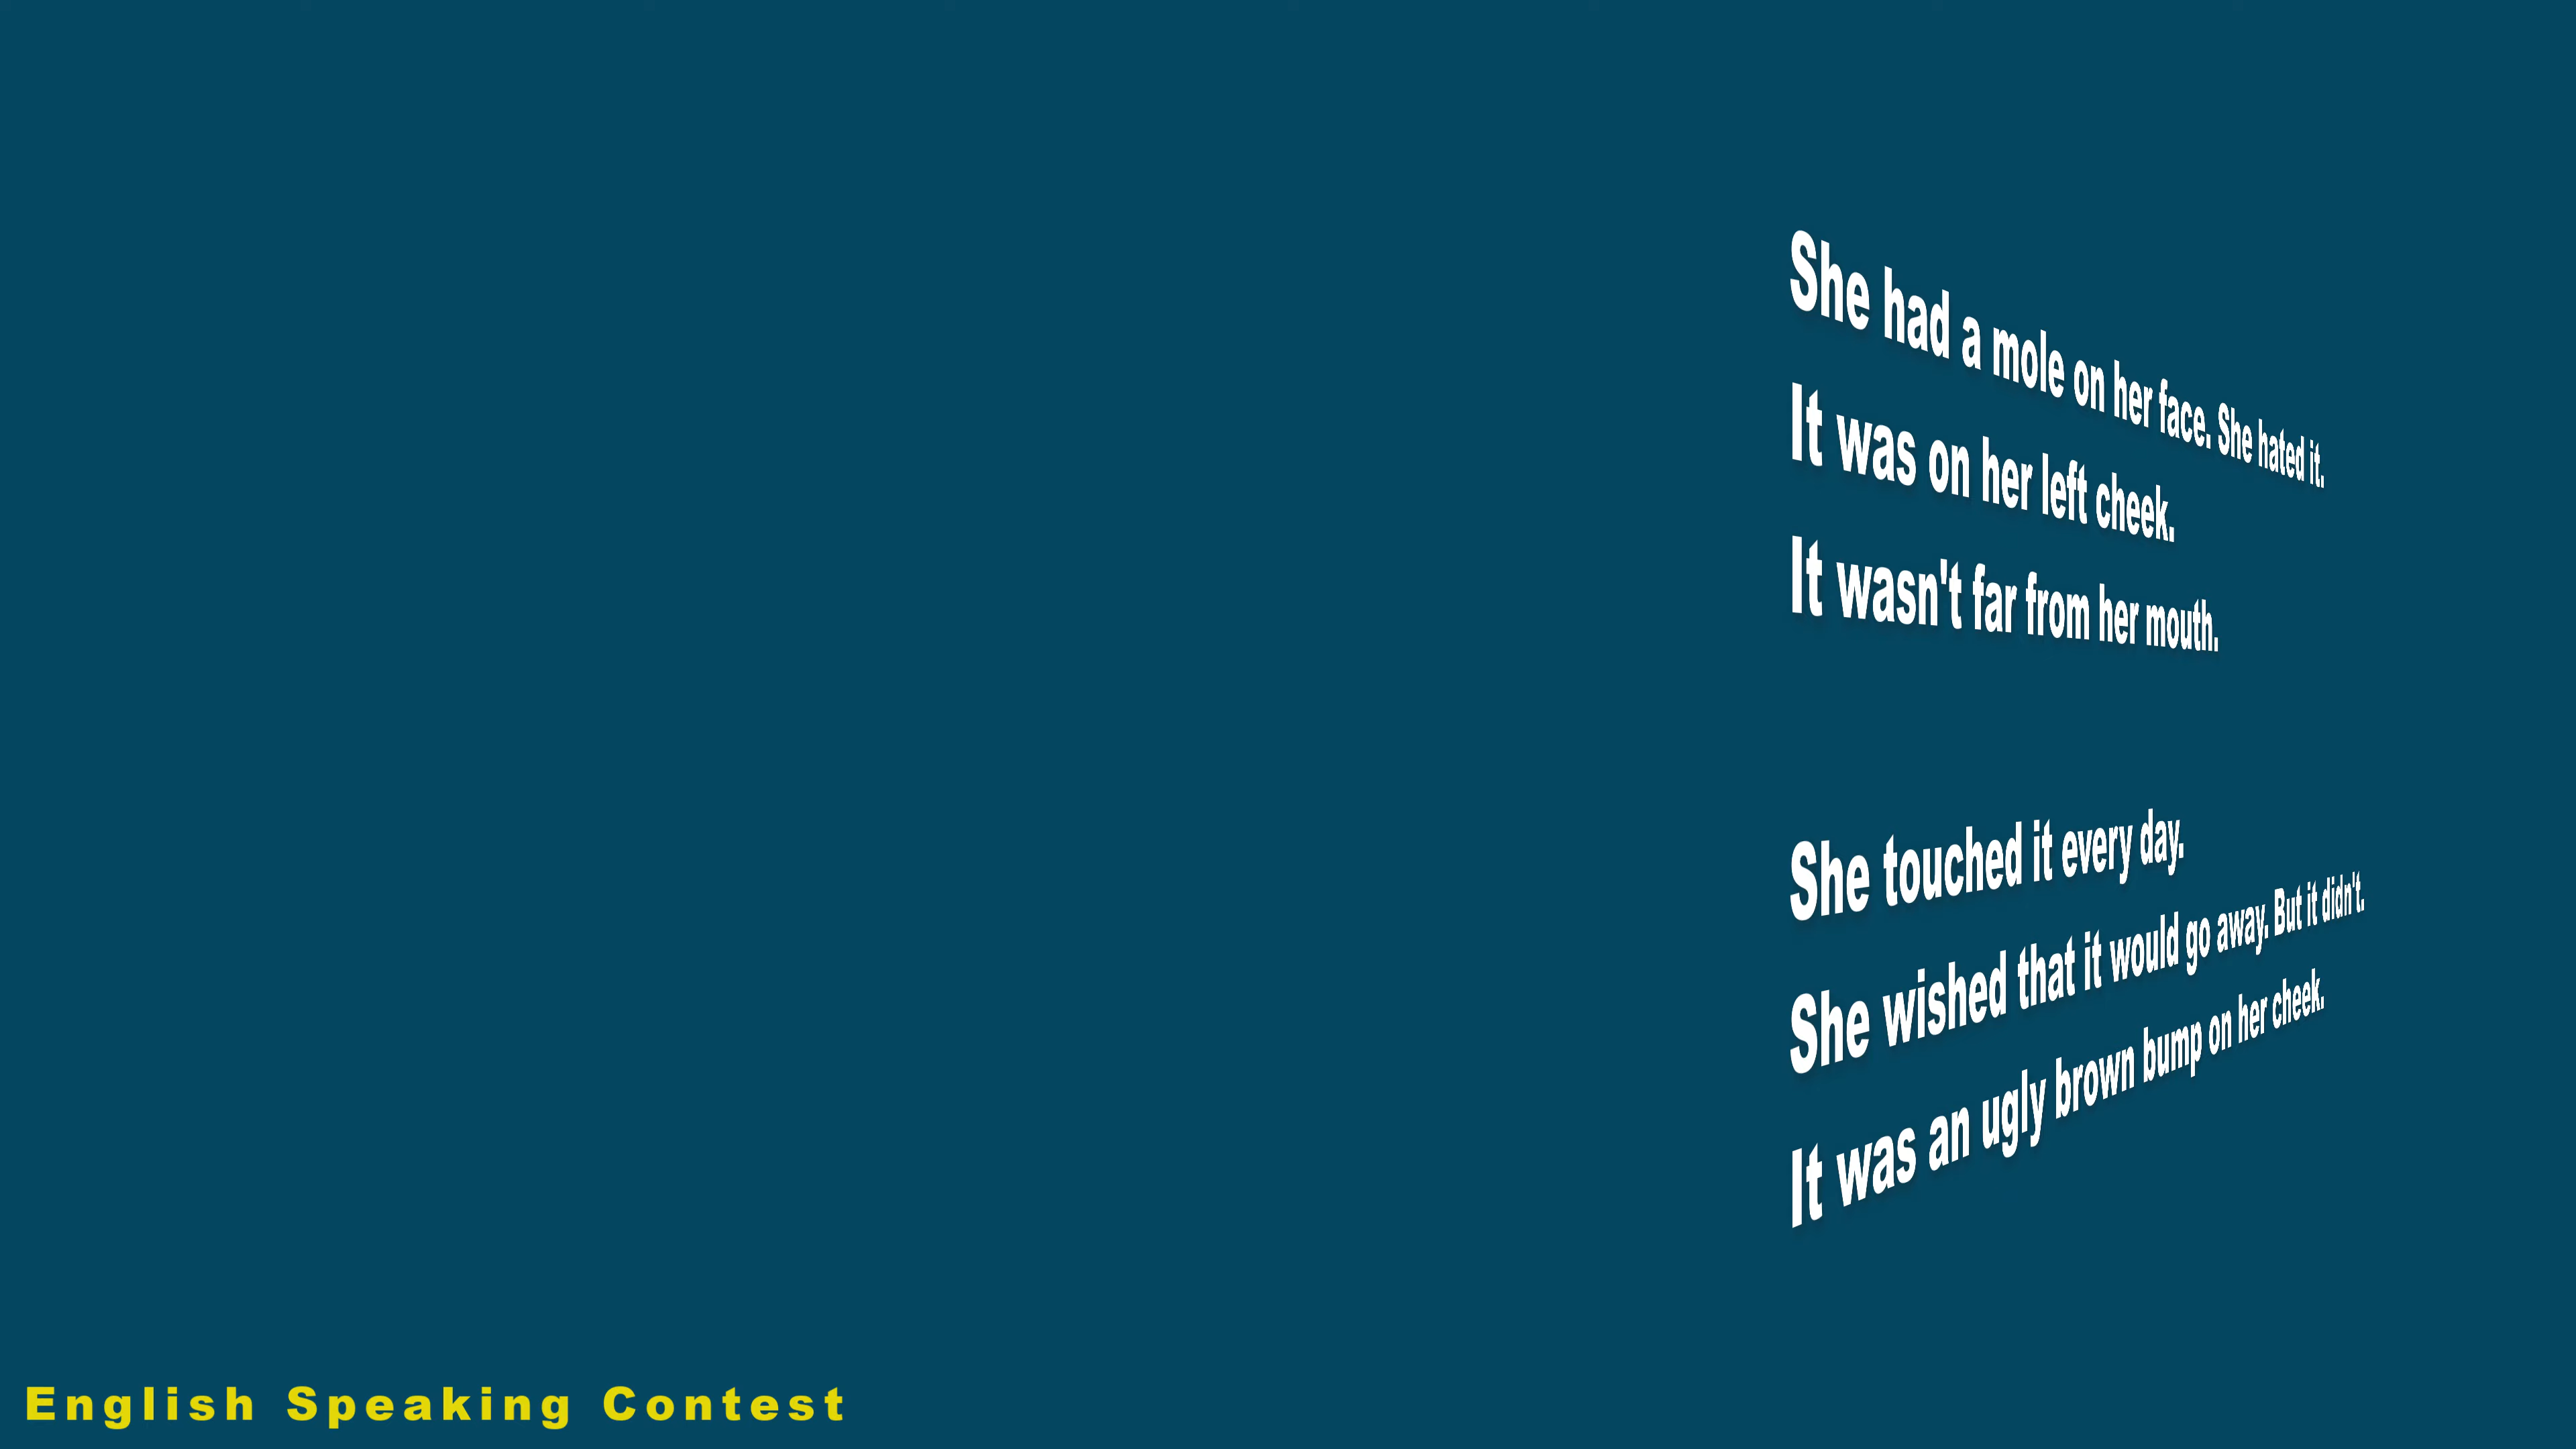 She had a mole on her face. She hated it.
It was on her left cheek.
It wasn't far from her mouth.
She touched it every day.
She wished that it would go away. But it didn't.
It was an ugly brown bump on her cheek.
English Speaking Contest